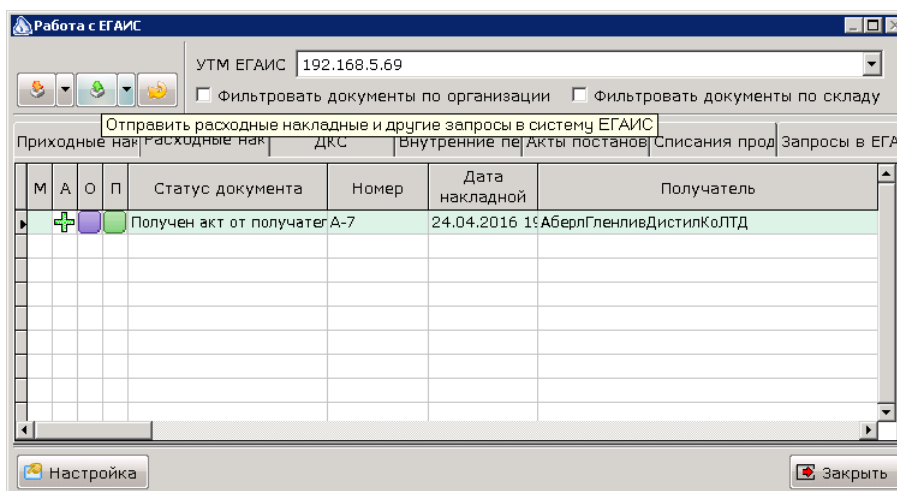 Работа с ЕГАИС
УТМ ЕГАИС 192.168.5.69
Фильтровать документы по организации Фильтровать документы по складу
Отправить расходные накладные и другие запросы в систему ЕГАИС
Приходные нак Расходные нак ДКС Внутренние пе Акты постанов Списания прод Запросы в ЕГА
М А О П Статус документа Номер Дата накладной Получатель
Получен акт от получател А-7 24.04.2016 19 АберлГленливДистилКоЛТД
Настройка Закрыть